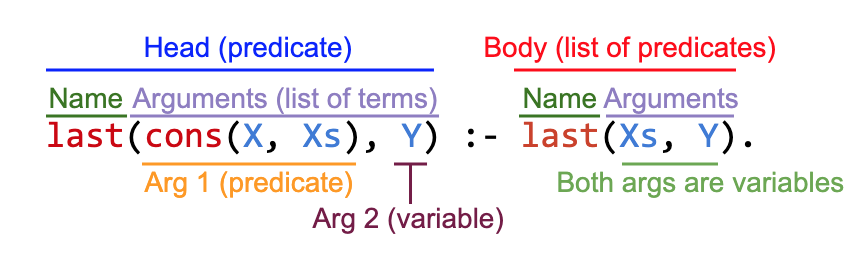 Head (predicate) Body (list of predicates)
Name Arguments (list of terms) Name Arguments
last(cons(X, Xs), Y) :- last(Xs, Y).
Arg 1 (predicate) Both args are variables
Arg 2 (variable)